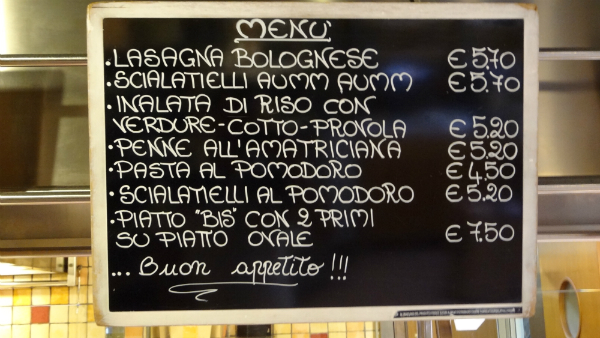 MENU'
• LASAGNA BOLOGNESE € 5.70
• SCIALATIELLI AUMM AUMM € 5.70
• INALATA DI RISO CON
VERDURE-COTTO-PROVOLA € 5.20
• PENNE ALL'AMATRICIANA € 5.20
• PASTA AL POMODORO € 4.50
• SCIALATIELLI AL POMODORO € 5.20
• PIATTO "BIS" CON 2 PRIMI
SU PIATTO OVALE € 7.50
... Buon appetito !!!